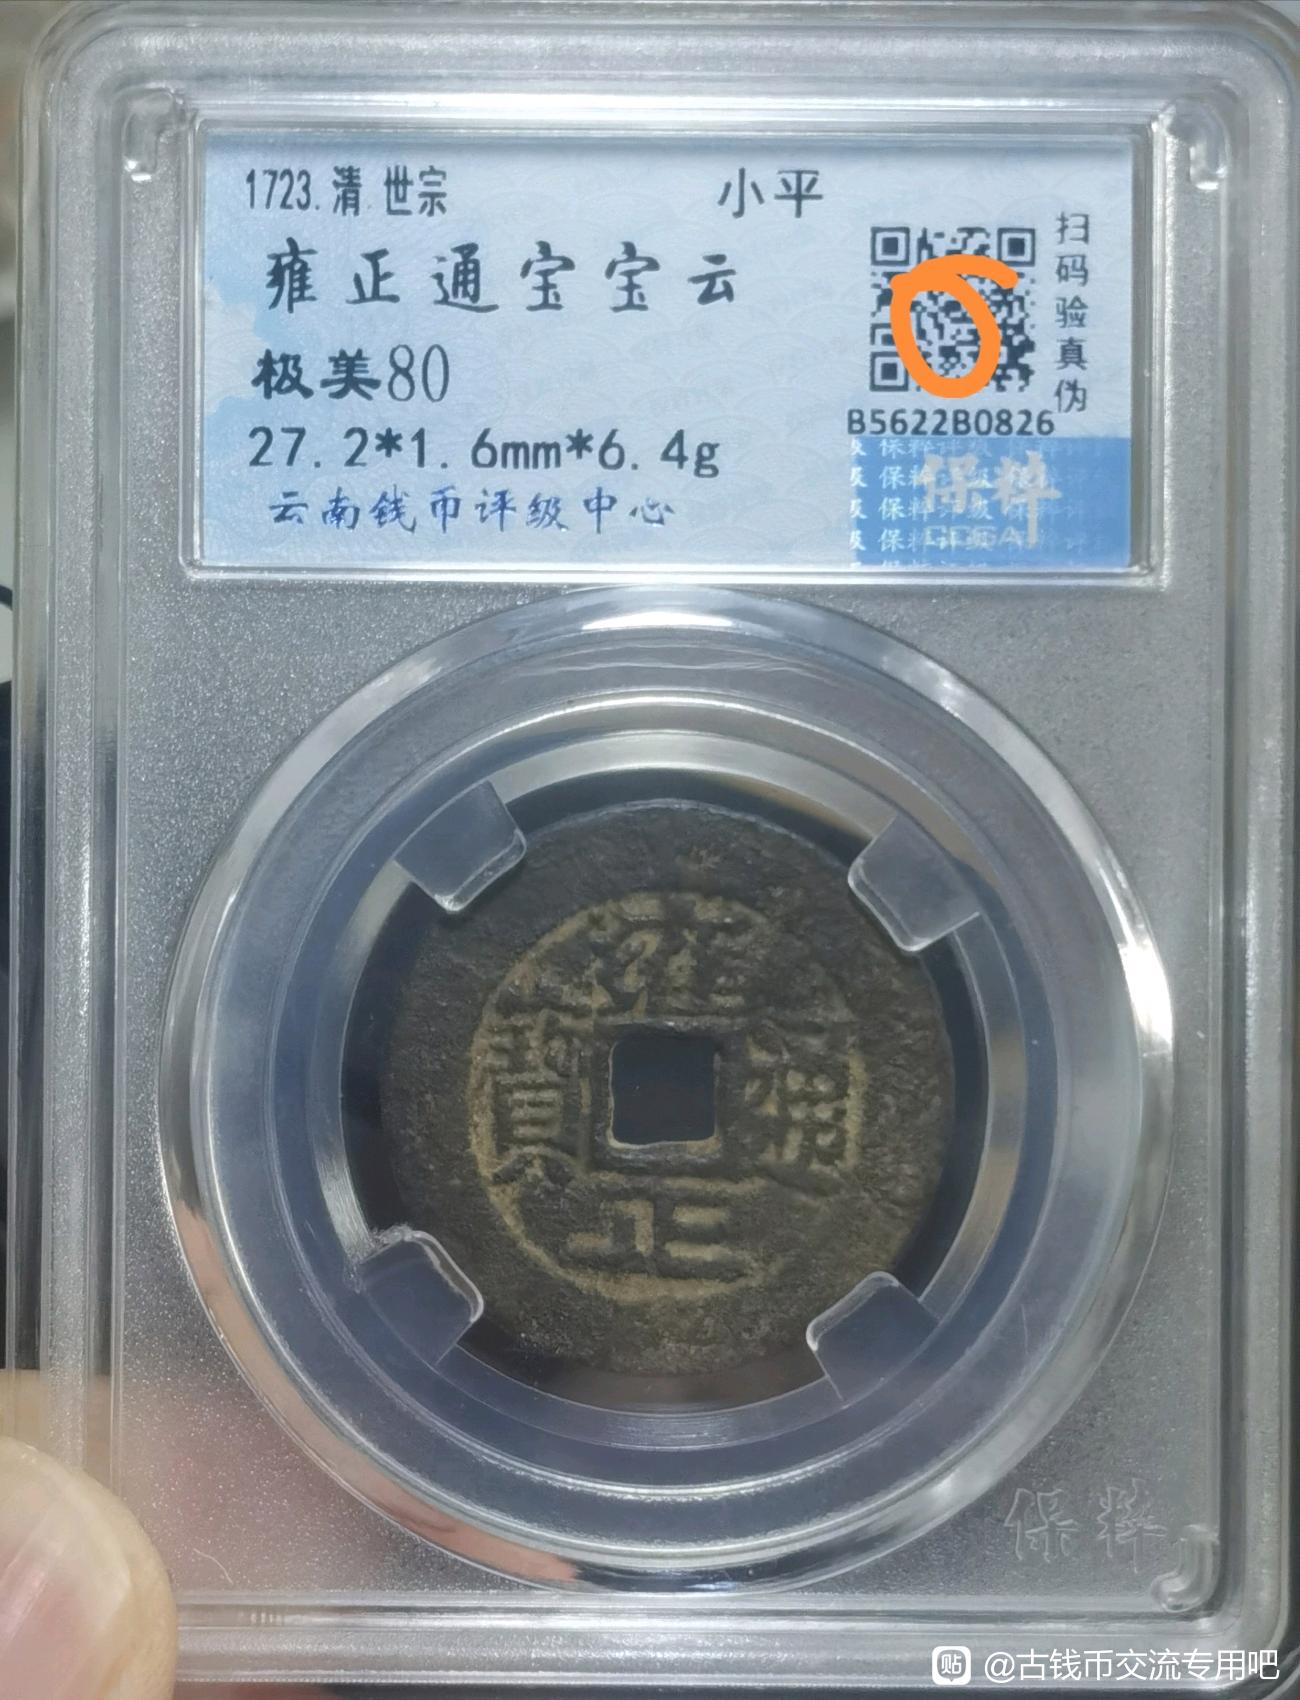 1723.清.世宗
小平
雍正通宝宝云
极美80
27.2*1.6mm*6.4g
云南钱币评级中心
扫码验真伪
B5622B0826
保粹
雍正通寳
保粹
贴 @古钱币交流专用吧